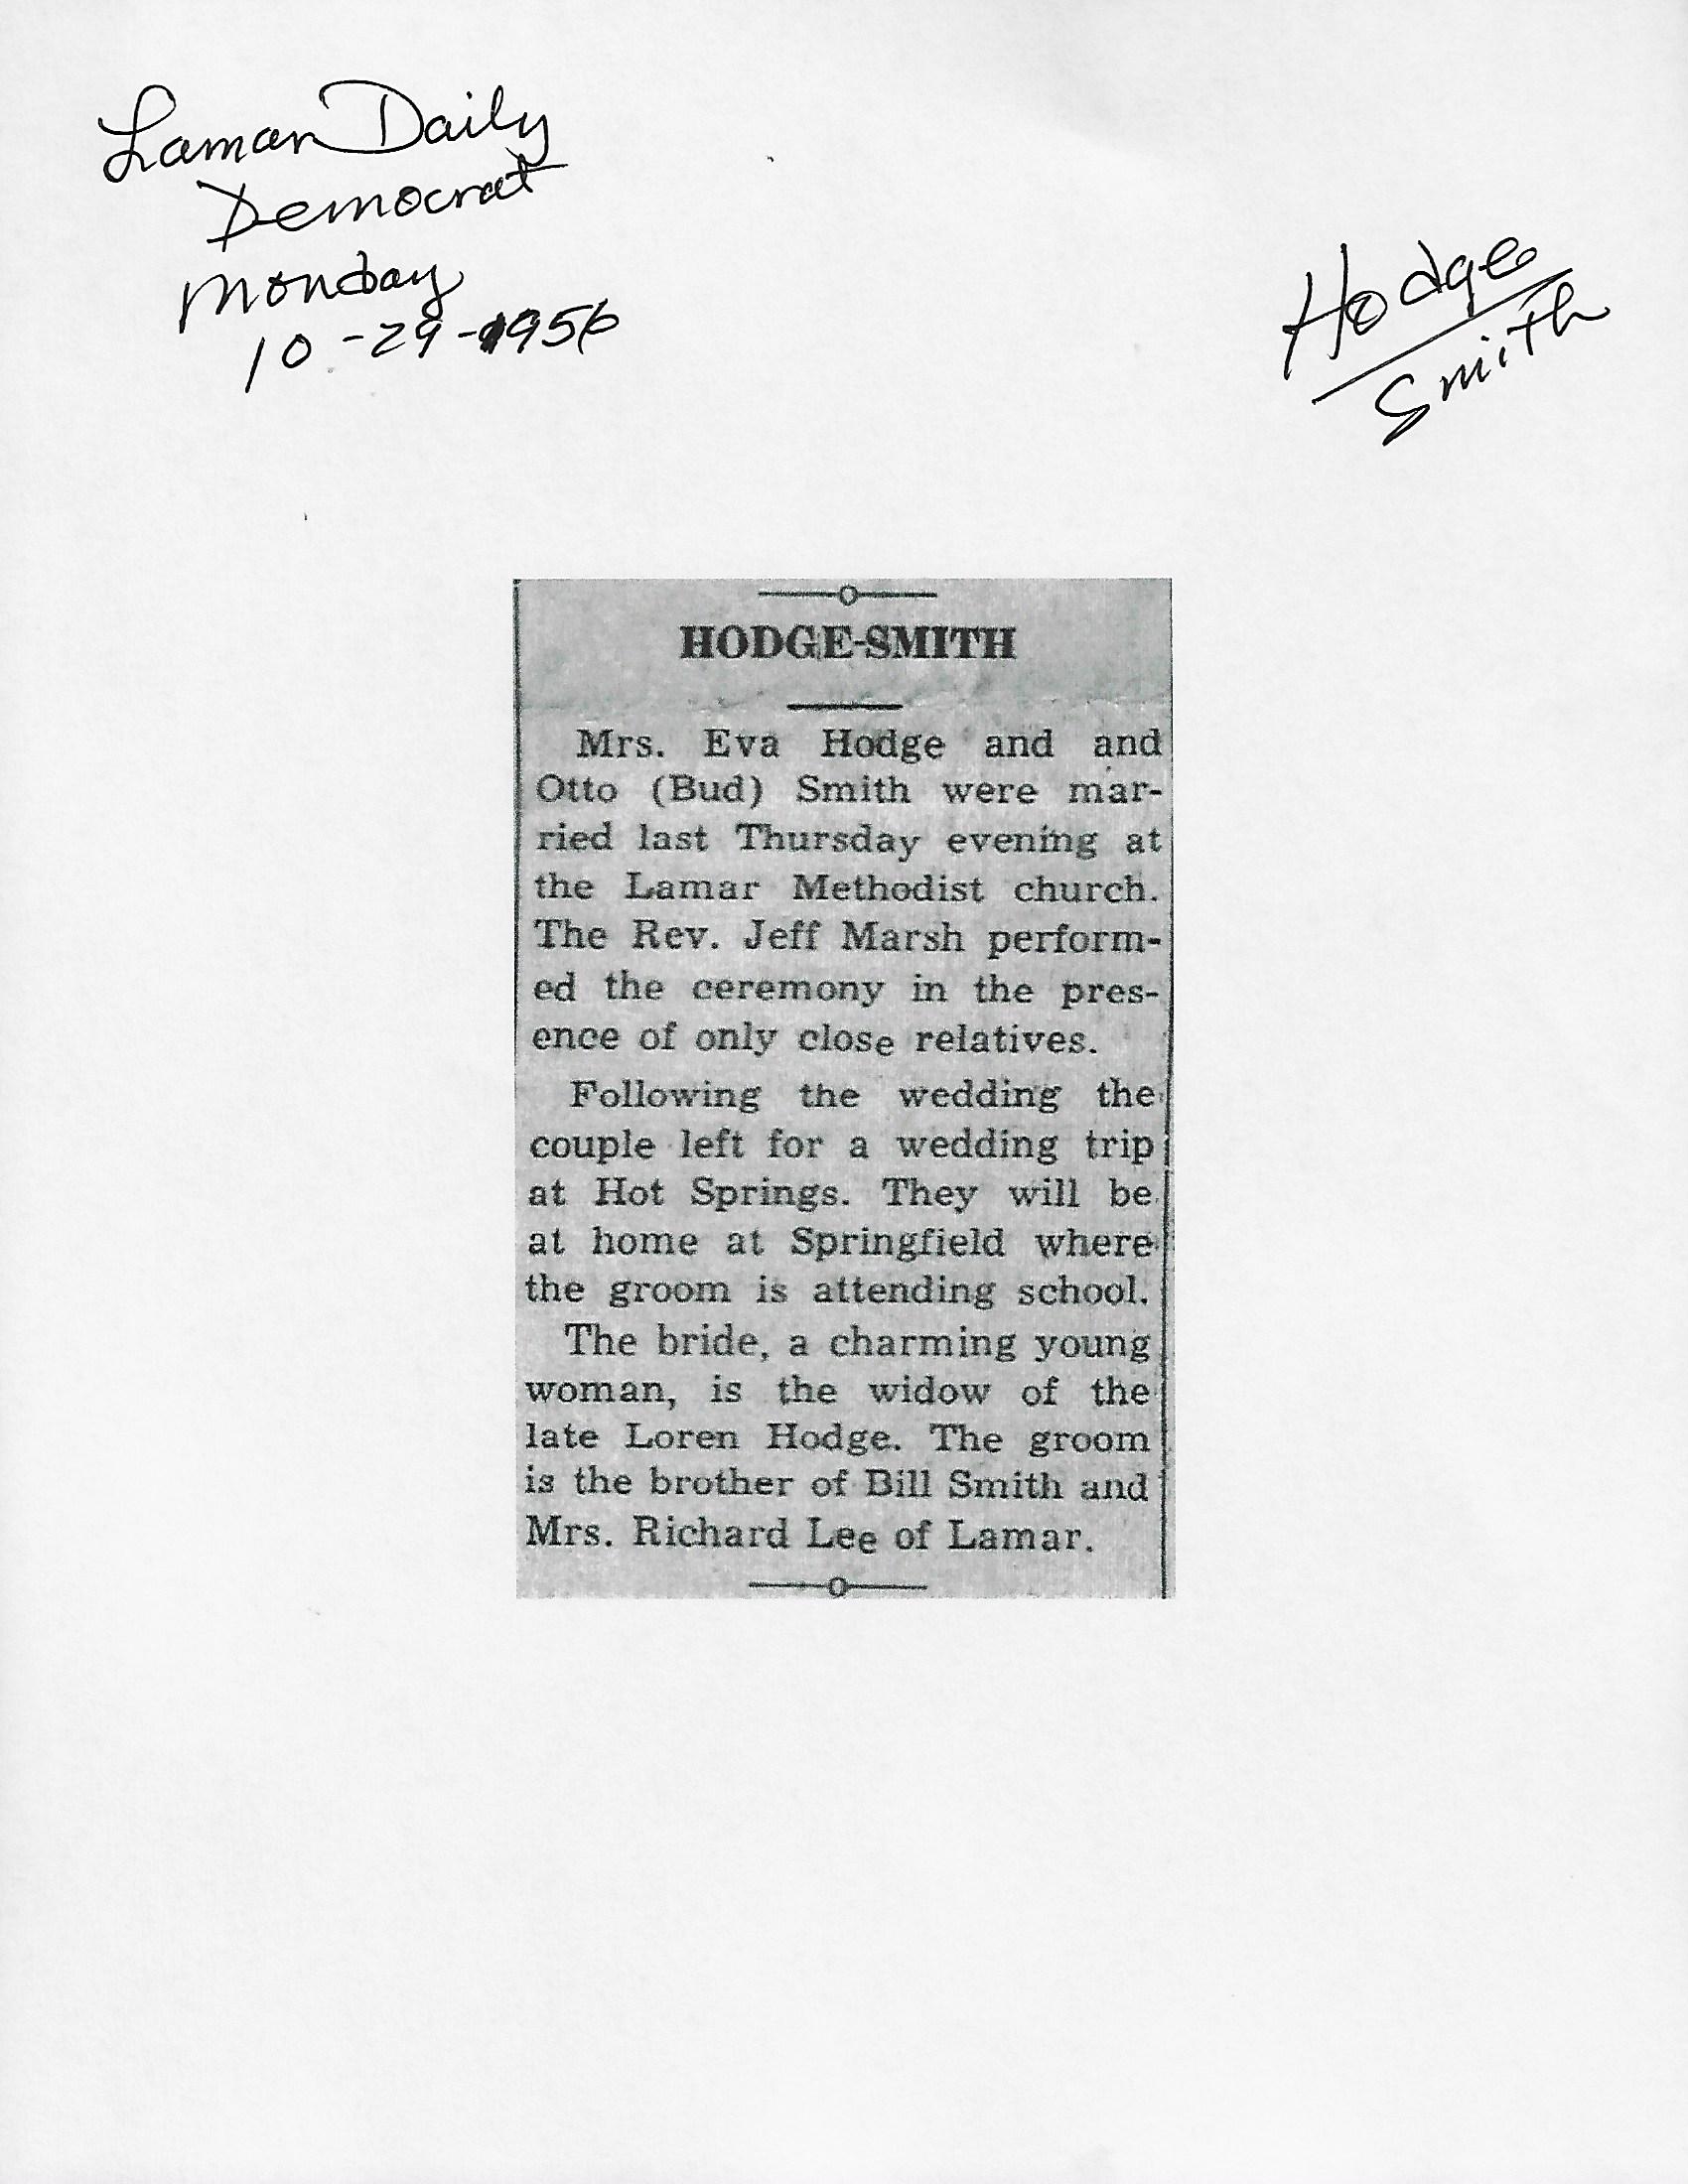 Lamar Daily
Democrat
Monday
10-29-1956
Hodge
Smith
HODGE-SMITH
Mrs. Eva Hodge and and
Otto (Bud) Smith were mar-
ried last Thursday evening at
the Lamar Methodist church.
The Rev. Jeff Marsh perform-
ed the ceremony in the pres-
ence of only close relatives.
Following the wedding the
couple left for a wedding trip
at Hot Springs. They will be
at home at Springfield where
the groom is attending school.
The bride, a charming young
woman, is the widow of the
late Loren Hodge. The groom
is the brother of Bill Smith and
Mrs. Richard Lee of Lamar.